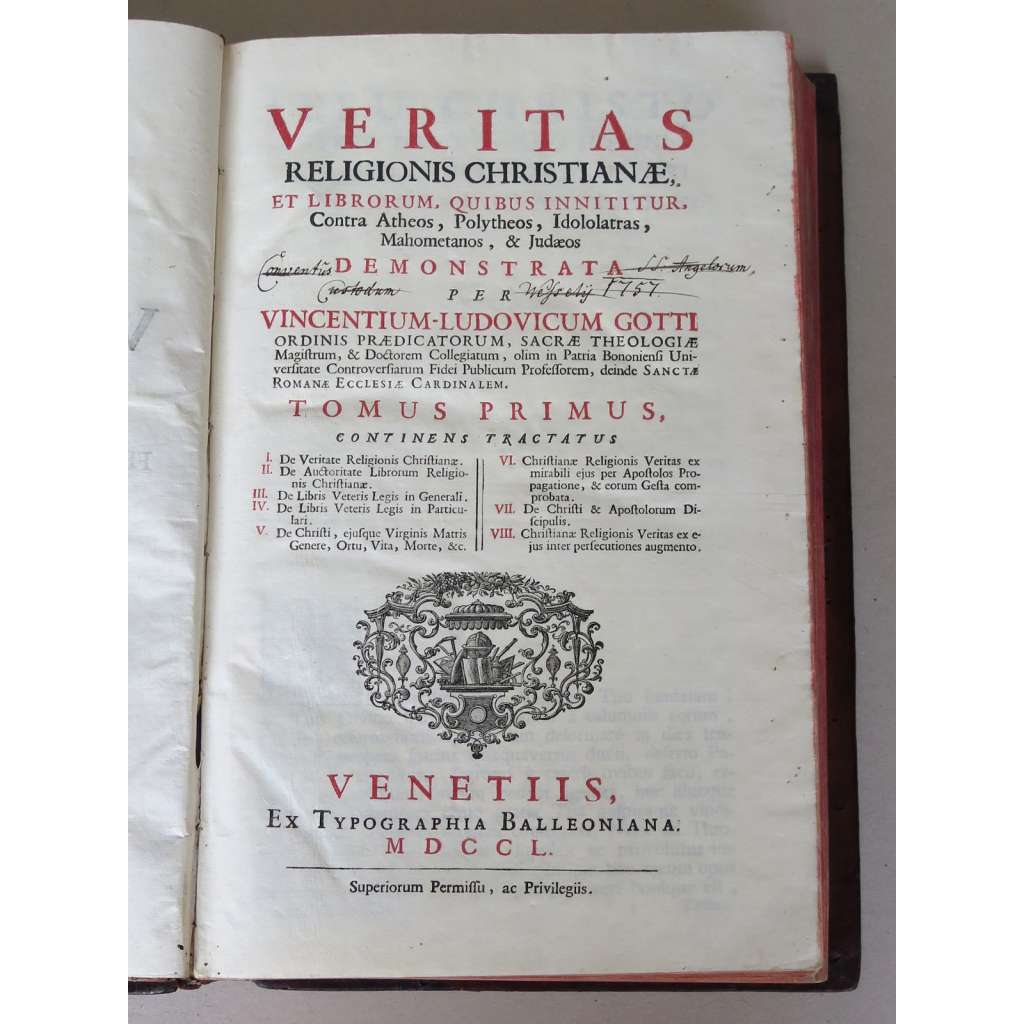 VERITAS
RELIGIONIS CHRISTIANÆ,
ET LIBRORUM, QUIBUS INNITITUR,
Contra Atheos, Polytheos, Idololatras,
Mahometanos, & Judæos
Conventûs DEMONSTRATA SS. Angelorum,
Custodum PER 1757
VINCENTIUM-LUDOVICUM GOTTI
ORDINIS PRÆDICATORUM, SACRÆ THEOLOGIÆ
Magiſtrum, & Doctorem Collegiatum, olim in Patria Bononienſi Uni-
verſitate Controverſiarum Fidei Publicum Profeſſorem, deinde SANCTÆ
ROMANÆ ECCLESIÆ CARDINALEM.
TOMUS PRIMUS,
CONTINENS TRACTATUS
I. De Veritate Religionis Chriſtianæ.
II. De Auctoritate Librorum Religio-
nis Chriſtianæ.
III. De Libris Veteris Legis in Generali.
IV. De Libris Veteris Legis in Particu-
lari.
V. De Chriſti, ejuſque Virginis Matris
Genere, Ortu, Vita, Morte, &c.
VI. Chriſtianæ Religionis Veritas ex
mirabili ejus per Apoſtolos Pro-
pagatione, & eorum Geſta com-
probata.
VII. De Chriſti & Apoſtolorum Di-
ſcipulis.
VIII. Chriſtianæ Religionis Veritas ex e-
jus inter perſecutiones augmento.
VENETIIS,
EX TYPOGRAPHIA BALLEONIANA.
MDCCL.
Superiorum Permiſſu, ac Privilegiis.